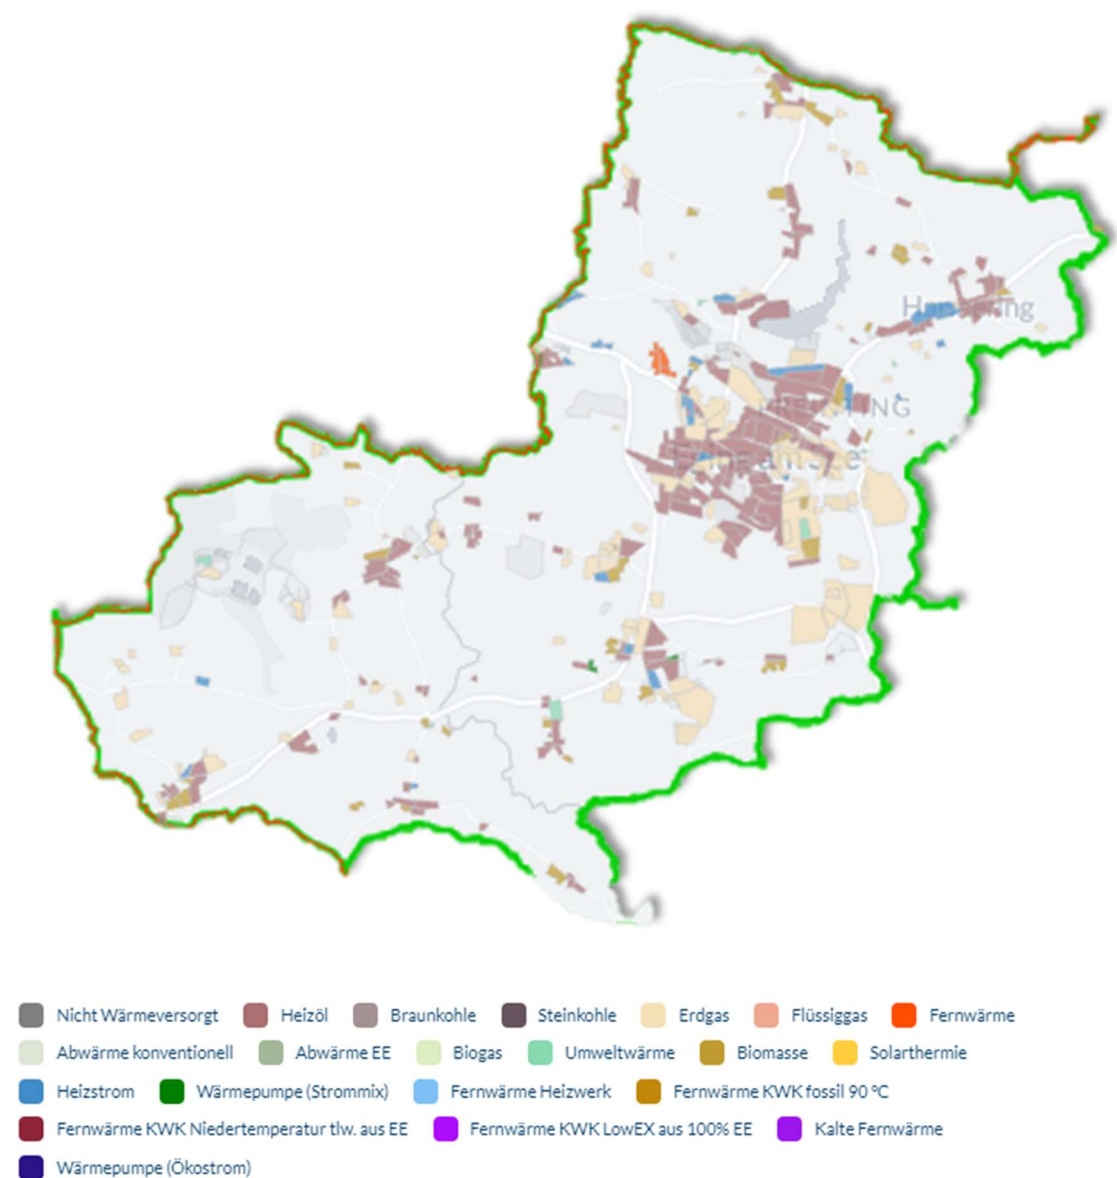 Nicht Wärmeversorgt Heizöl Braunkohle Steinkohle Erdgas Flüssiggas Fernwärme
Abwärme konventionell Abwärme EE Biogas Umweltwärme Biomasse Solarthermie
Heizstrom Wärmepumpe (Strommix) Fernwärme Heizwerk Fernwärme KWK fossil 90 °C
Fernwärme KWK Niedertemperatur tlw. aus EE Fernwärme KWK LowEX aus 100% EE Kalte Fernwärme
Wärmepumpe (Ökostrom)